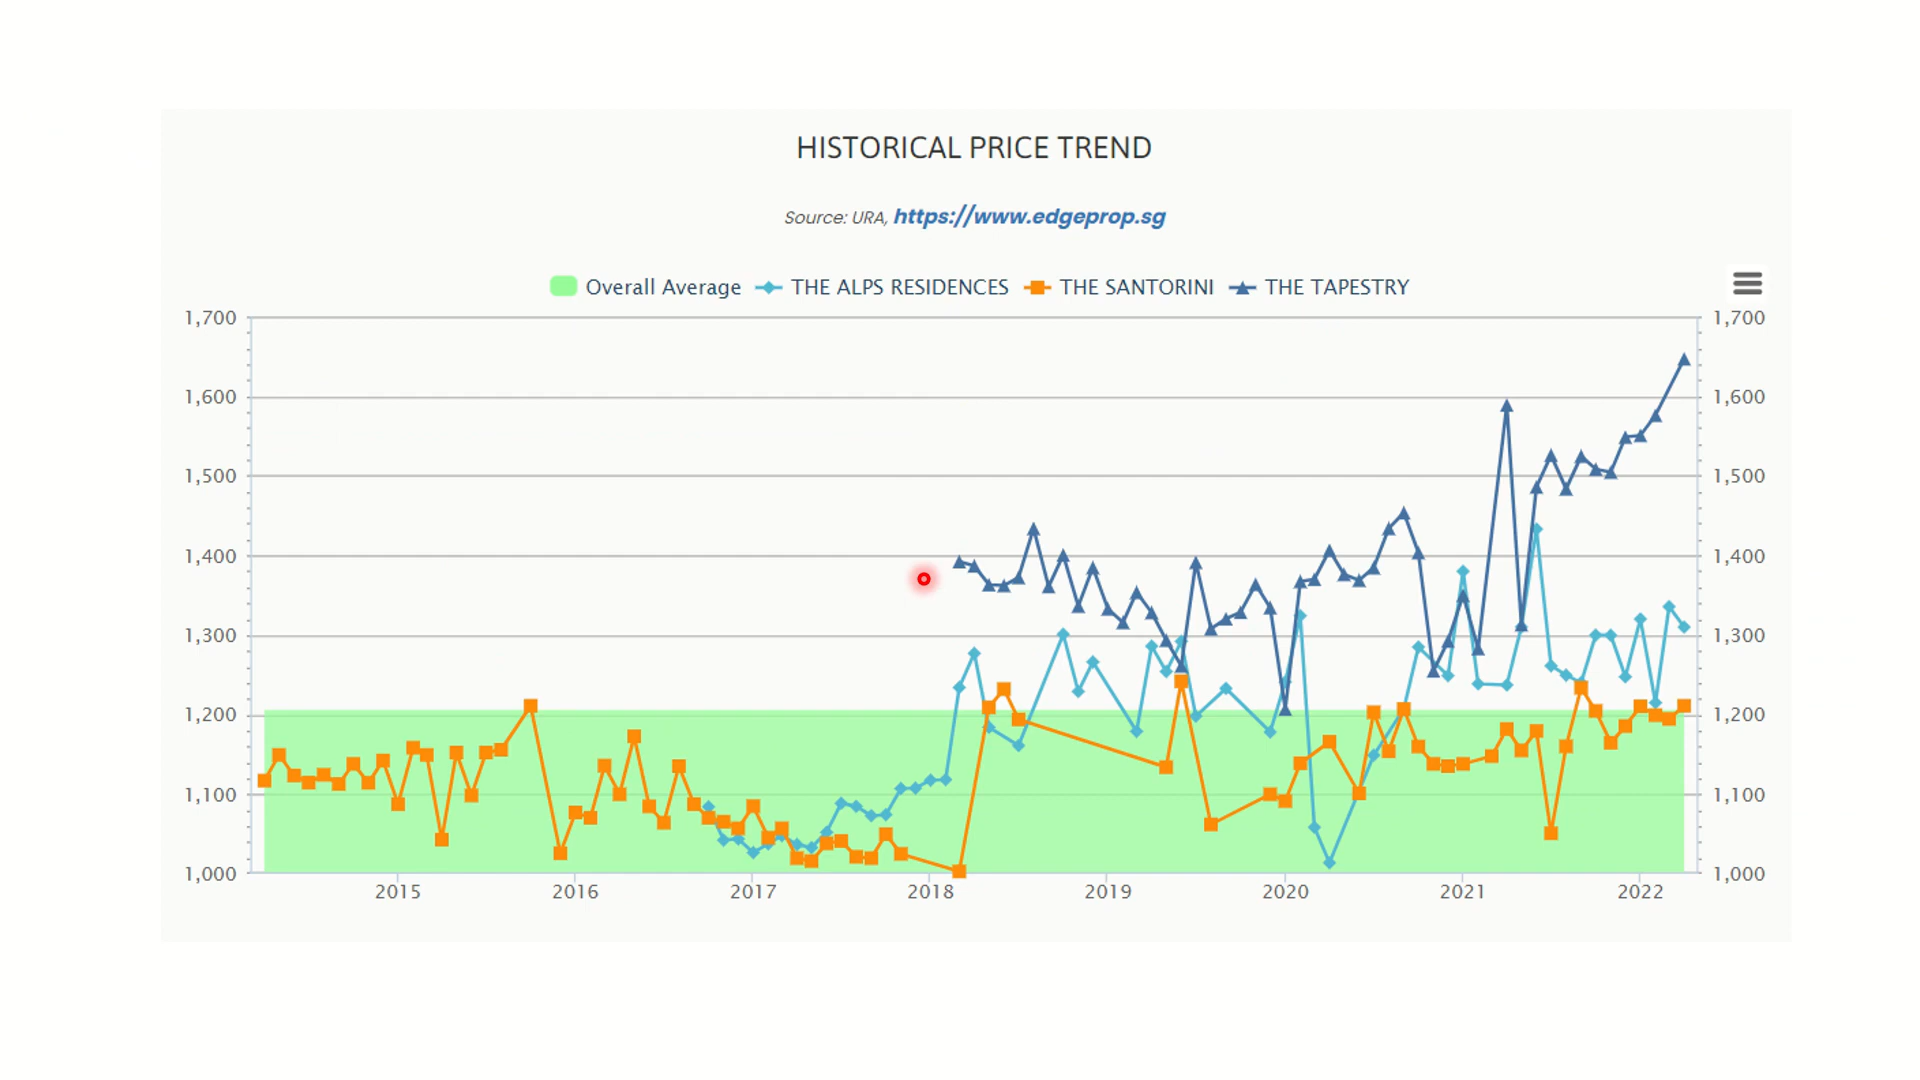 HISTORICAL PRICE TREND
Source: URA, https://www.edgeprop.sg
Overall Average THE ALPS RESIDENCES THE SANTORINI THE TAPESTRY
1,700 1,700
1,600 1,600
1,500 1,500
1,400 1,400
1,300 1,300
1,200 1,200
1,100 1,100
1,000 1,000
2015 2016 2017 2018 2019 2020 2021 2022